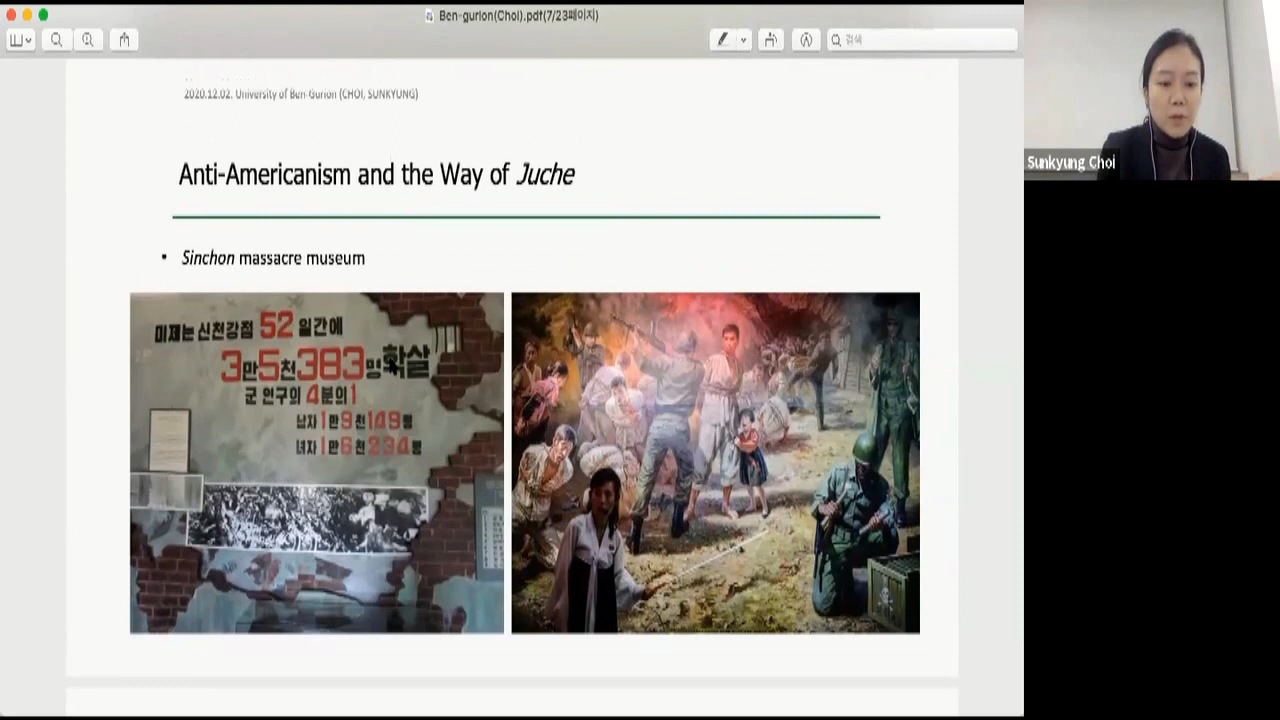 Ben-gurion(Choi).pdf(7/23페이지)
검색
2020.12.02. University of Ben-Gurion (CHOI, SUNKYUNG)
Anti-Americanism and the Way of Juche
▪ Sinchon massacre museum
미제는 신천강점 52 일간에
3만5천383명 학살
군 인구의 4분의1
남자 1만9천149명
녀자 1만6천234명
Sunkyung Choi